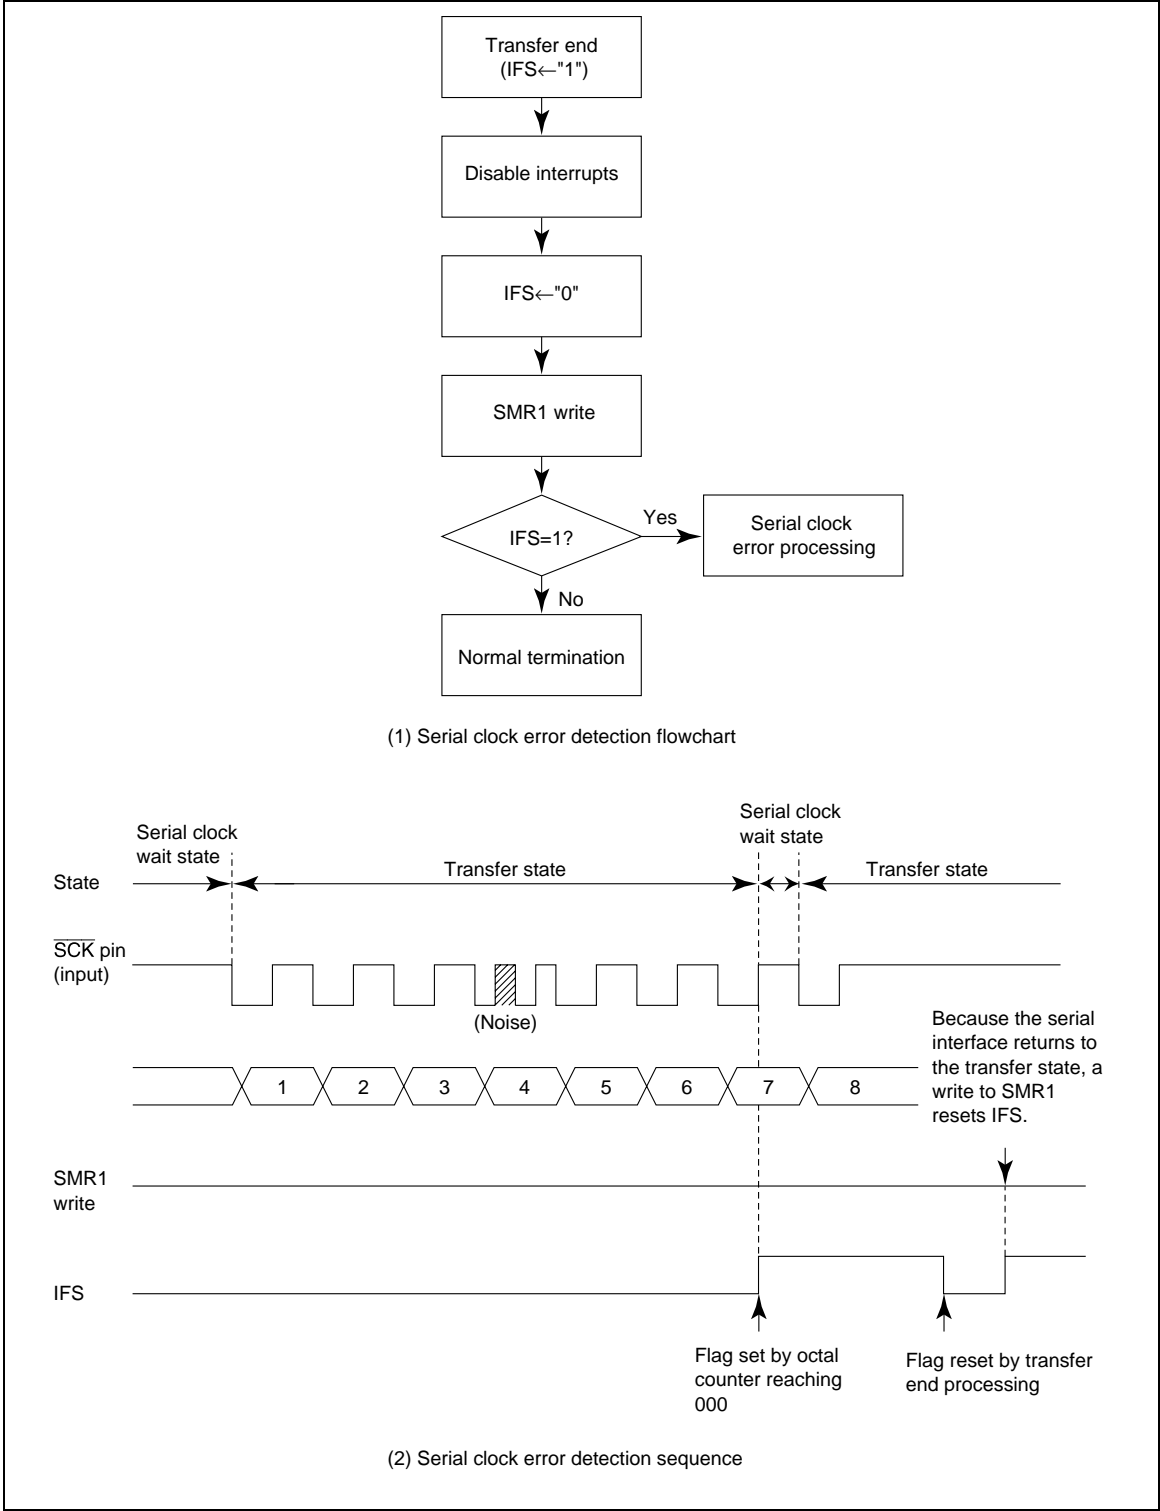 Transfer end
(IFS←"1")
Disable interrupts
IFS←"0"
SMR1 write
IFS=1?
Yes
Serial clock
error processing
No
Normal termination
(1) Serial clock error detection flowchart
Serial clock
wait state
Serial clock
wait state
State
Transfer state
Transfer state
SCK pin
(input)
(Noise)
1 2 3 4 5 6 7 8
Because the serial
interface returns to
the transfer state, a
write to SMR1
resets IFS.
SMR1
write
IFS
Flag set by octal
counter reaching
000
Flag reset by transfer
end processing
(2) Serial clock error detection sequence